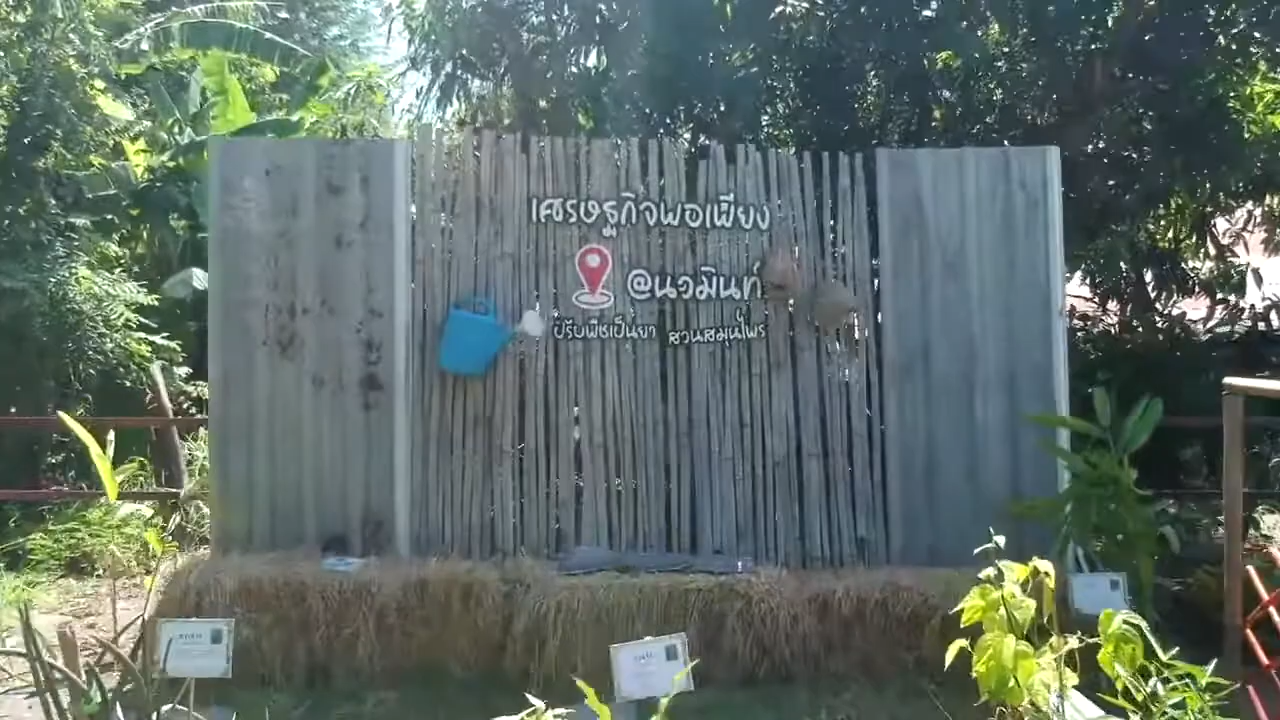 เศรษฐกิจพอเพียง
@นวมินท์
ปรับพืชเป็นยา สวนสมุนไพร